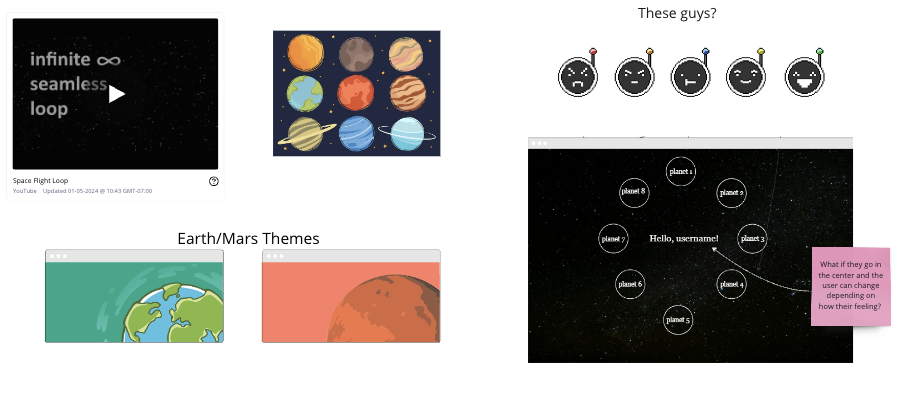 infinite ∞
seamless
loop
Space Flight Loop
YouTube Updated 01-05-2024 @ 10:43 GMT-07:00
Earth/Mars Themes
These guys?
planet 1
planet 8
planet 2
planet 7
Hello, username!
planet 3
planet 6
planet 4
planet 5
What if they go in
the center and the
user can change
depending on
how their feeling?